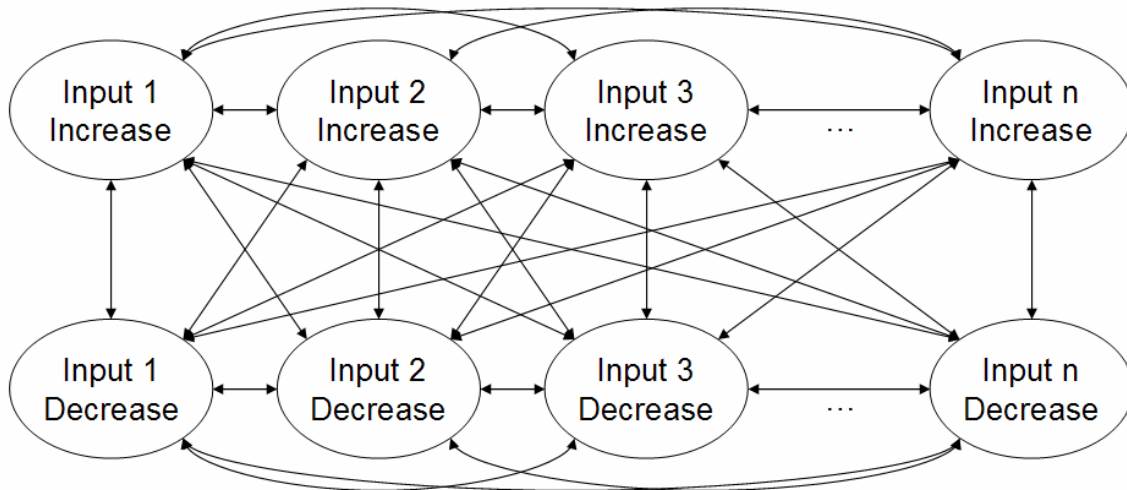 Input 1
Increase
Input 2
Increase
Input 3
Increase
...
Input n
Increase
Input 1
Decrease
Input 2
Decrease
Input 3
Decrease
...
Input n
Decrease